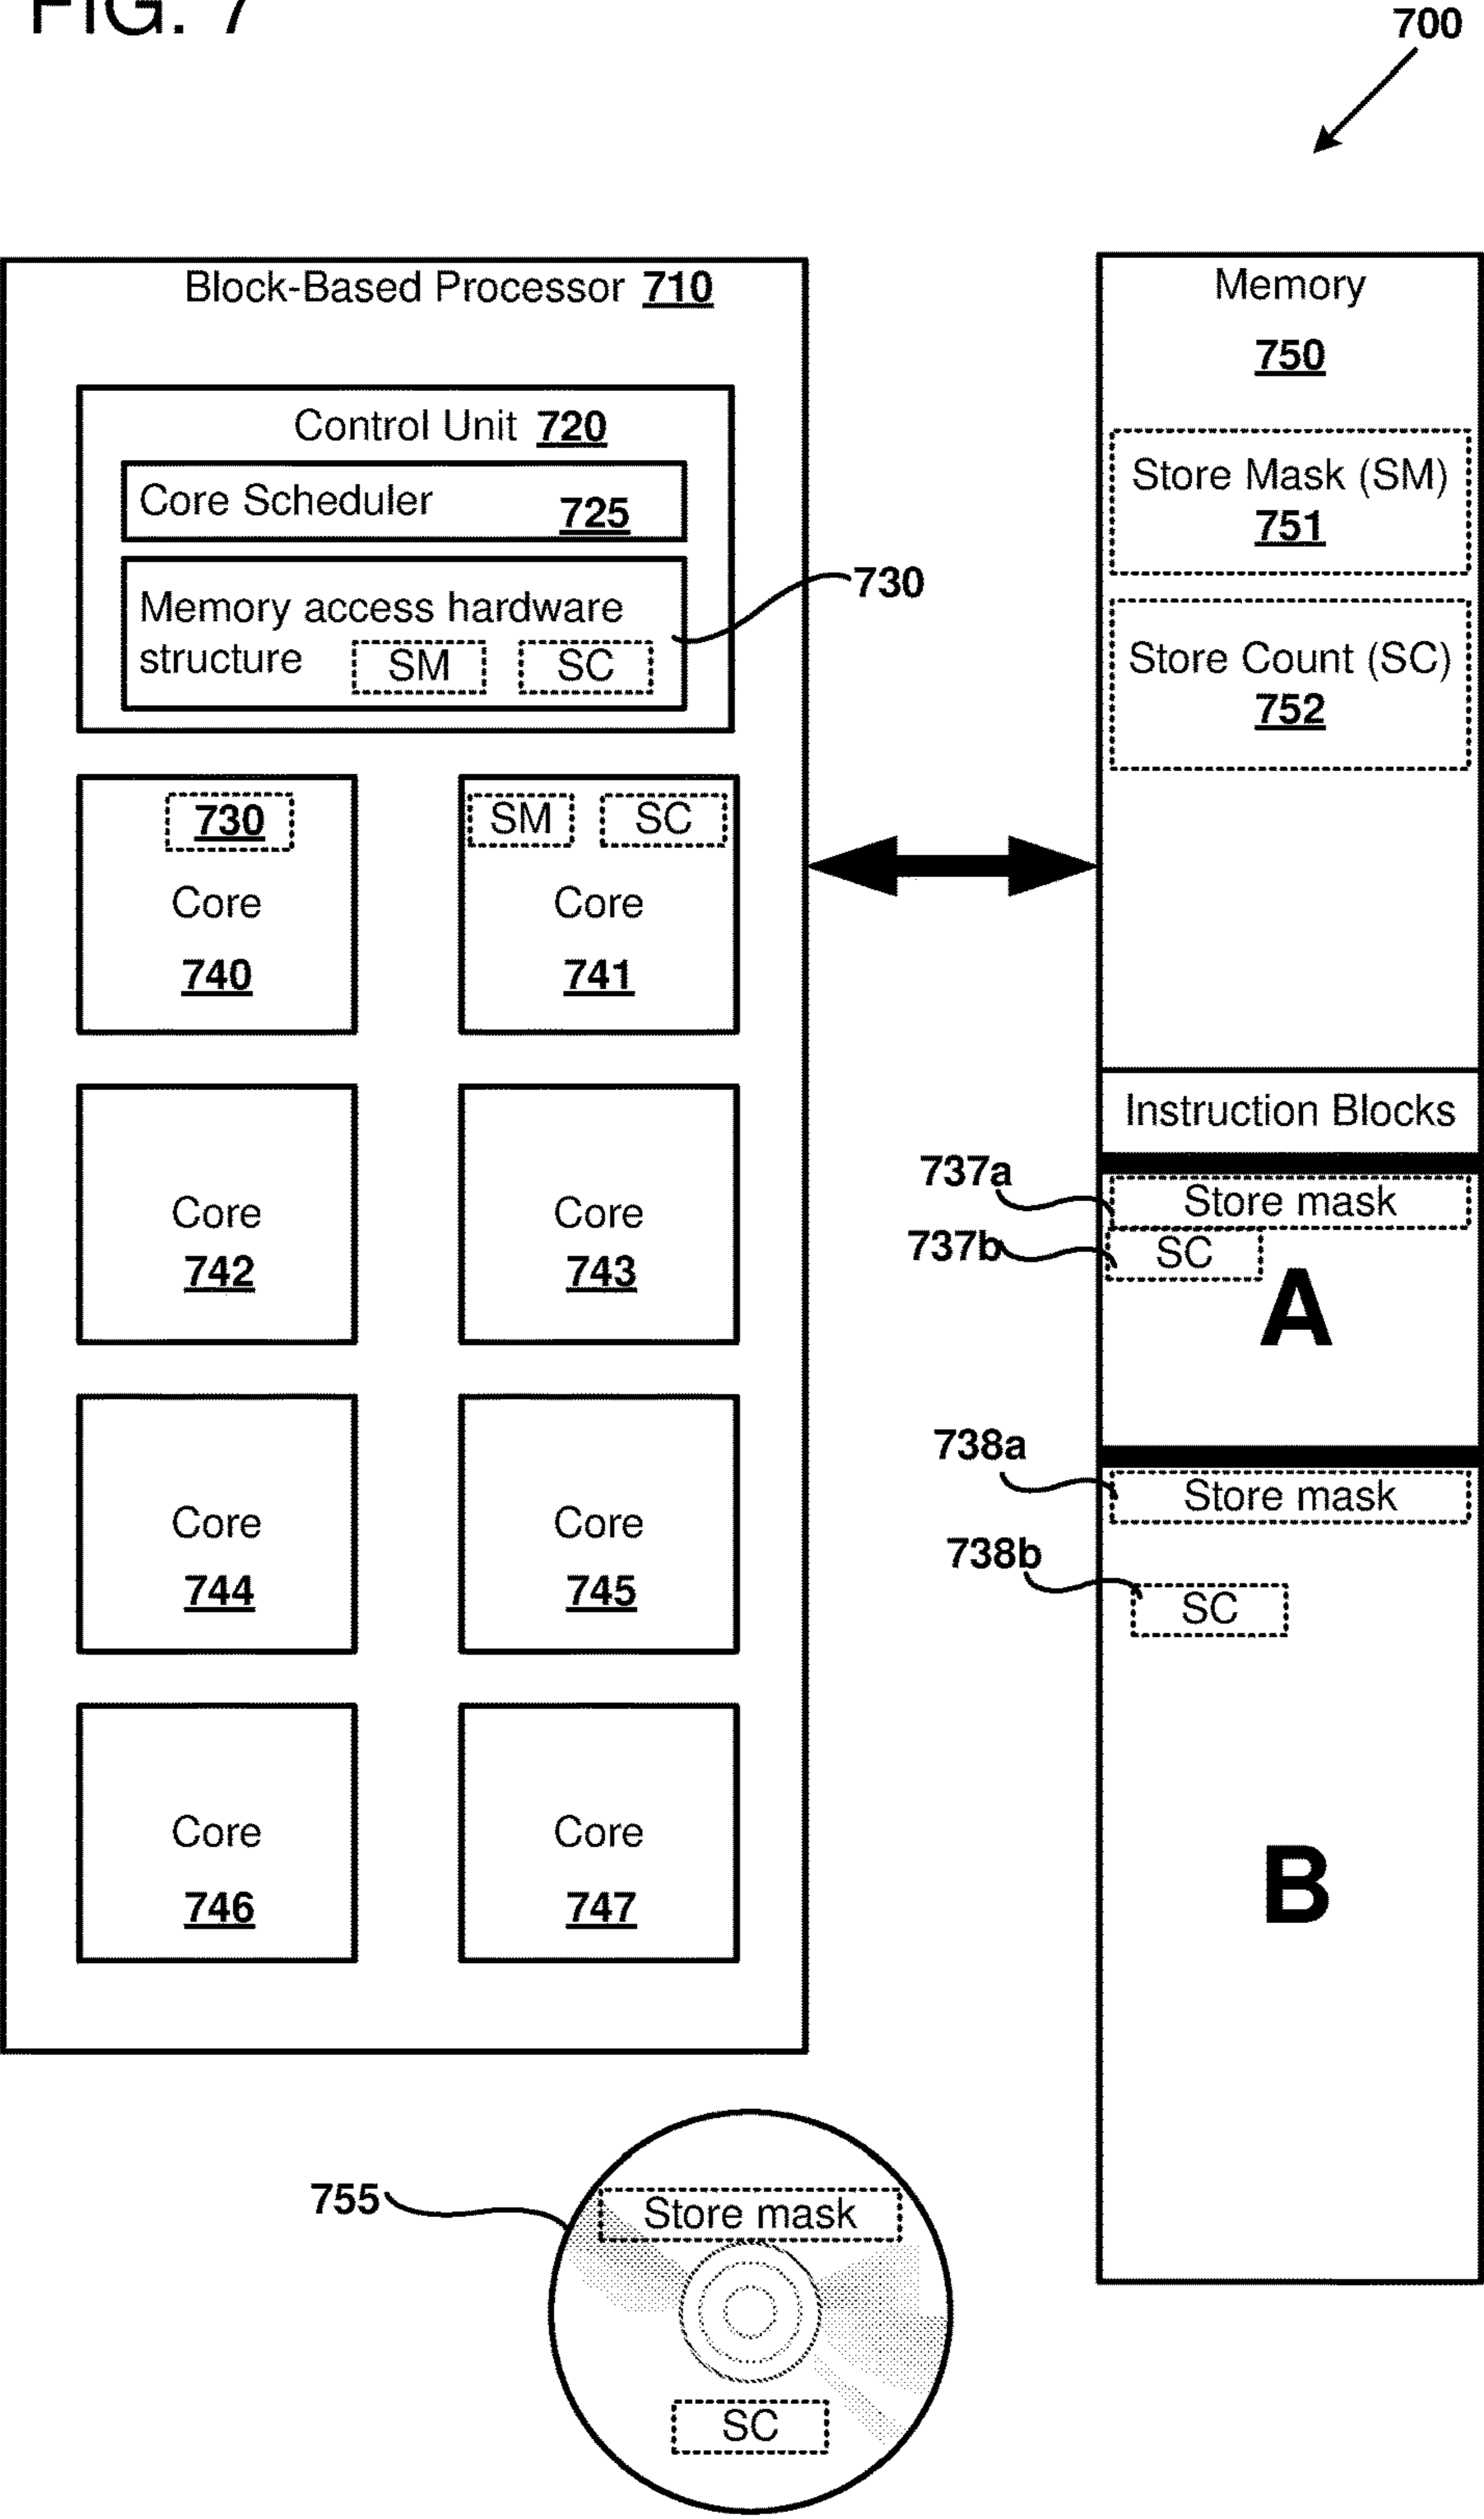 FIG. 7
700
Block-Based Processor 710
Control Unit 720
Core Scheduler 725
Memory access hardware
structure SM SC
730
730
Core
740
SM SC
Core
741
Core
742
Core
743
Core
744
Core
745
Core
746
Core
747
Memory
750
Store Mask (SM)
751
Store Count (SC)
752
Instruction Blocks
737a
Store mask
737b
SC
A
738a
Store mask
738b
SC
B
755
Store mask
SC